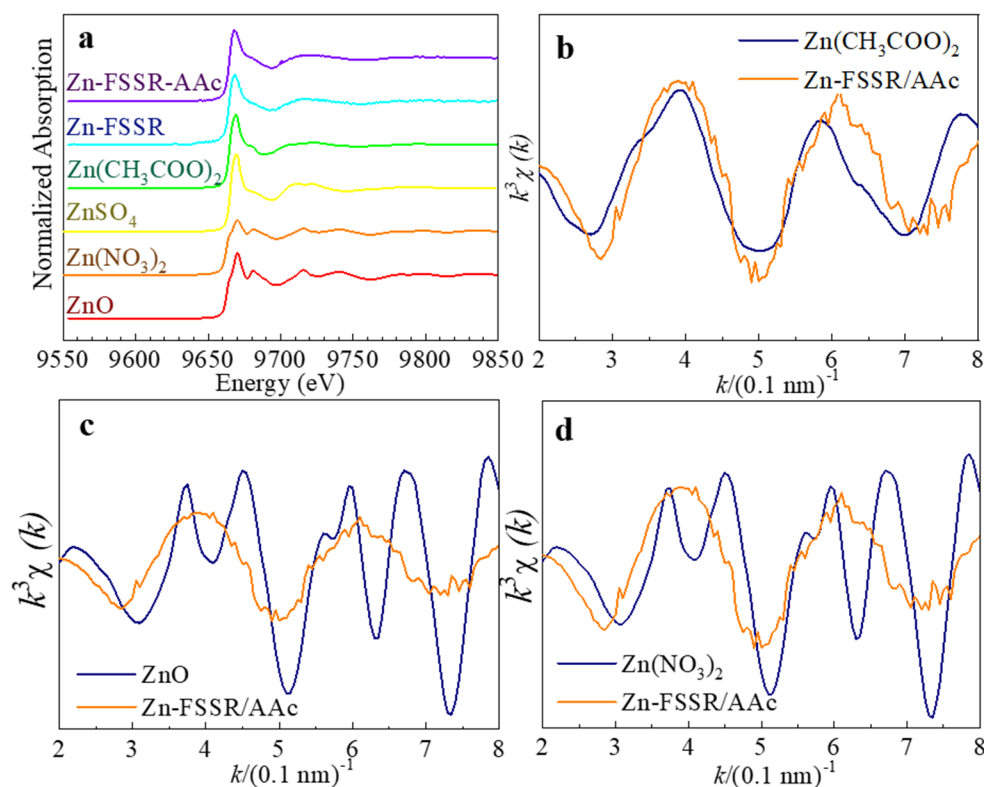 a
Zn-FSSR-AAc
Zn-FSSR
Zn(CH₃COO)₂
ZnSO₄
Zn(NO₃)₂
ZnO
Normalized Absorption
9550 9600 9650 9700 9750 9800 9850
Energy (eV)
b
Zn(CH₃COO)₂
Zn-FSSR/AAc
k³χ (k)
2 3 4 5 6 7 8
k/(0.1 nm)⁻¹
c
k³χ (k)
ZnO
Zn-FSSR/AAc
2 3 4 5 6 7 8
k/(0.1 nm)⁻¹
d
k³χ (k)
Zn(NO₃)₂
Zn-FSSR/AAc
2 3 4 5 6 7 8
k/(0.1 nm)⁻¹